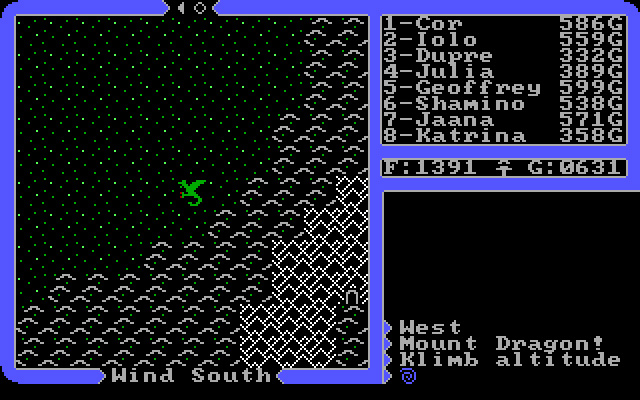 1-Cor 586G
2-Iolo 559G
3-Dupre 332G
4-Julia 389G
5-Geoffrey 599G
6-Shamino 538G
7-Jaana 571G
8-Katrina 358G
F:1391 G:0631
West
Mount Dragon!
Klimb altitude
Wind South